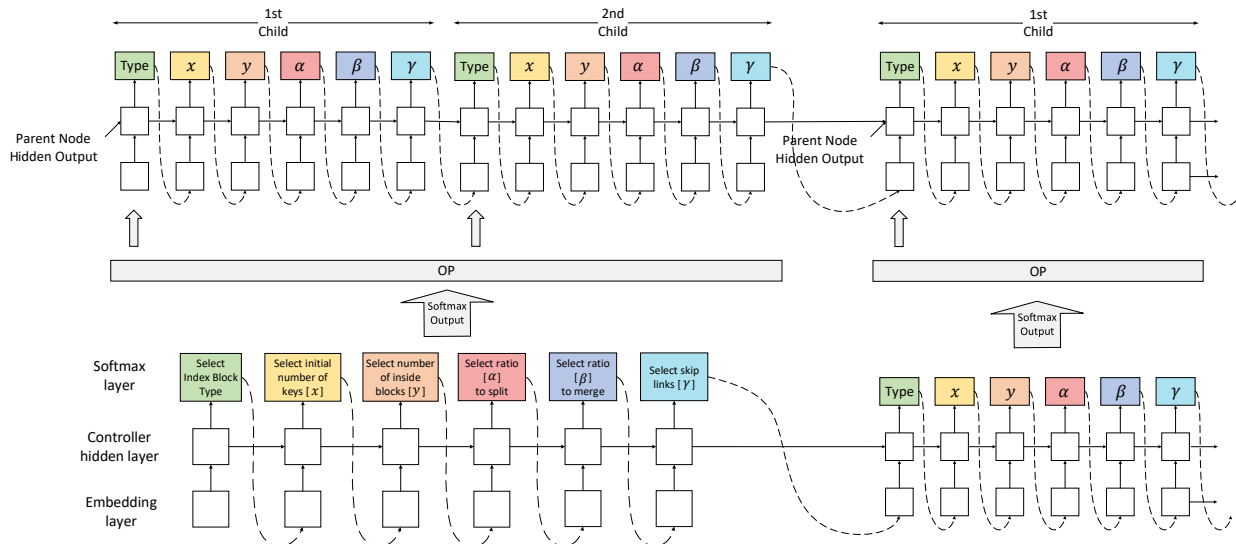 1st
Child
2nd
Child
1st
Child
Type x y α β γ Type x y α β γ Type x y α β γ
Parent Node
Hidden Output
Parent Node
Hidden Output
OP
OP
Softmax
Output
Softmax
Output
Softmax
layer
Select
Index Block
Type
Select initial
number of
keys [x]
Select number
of inside
blocks [y]
Select ratio
[α]
to split
Select ratio
[β]
to merge
Select skip
links [γ]
Type x y α β γ
Controller
hidden layer
Embedding
layer